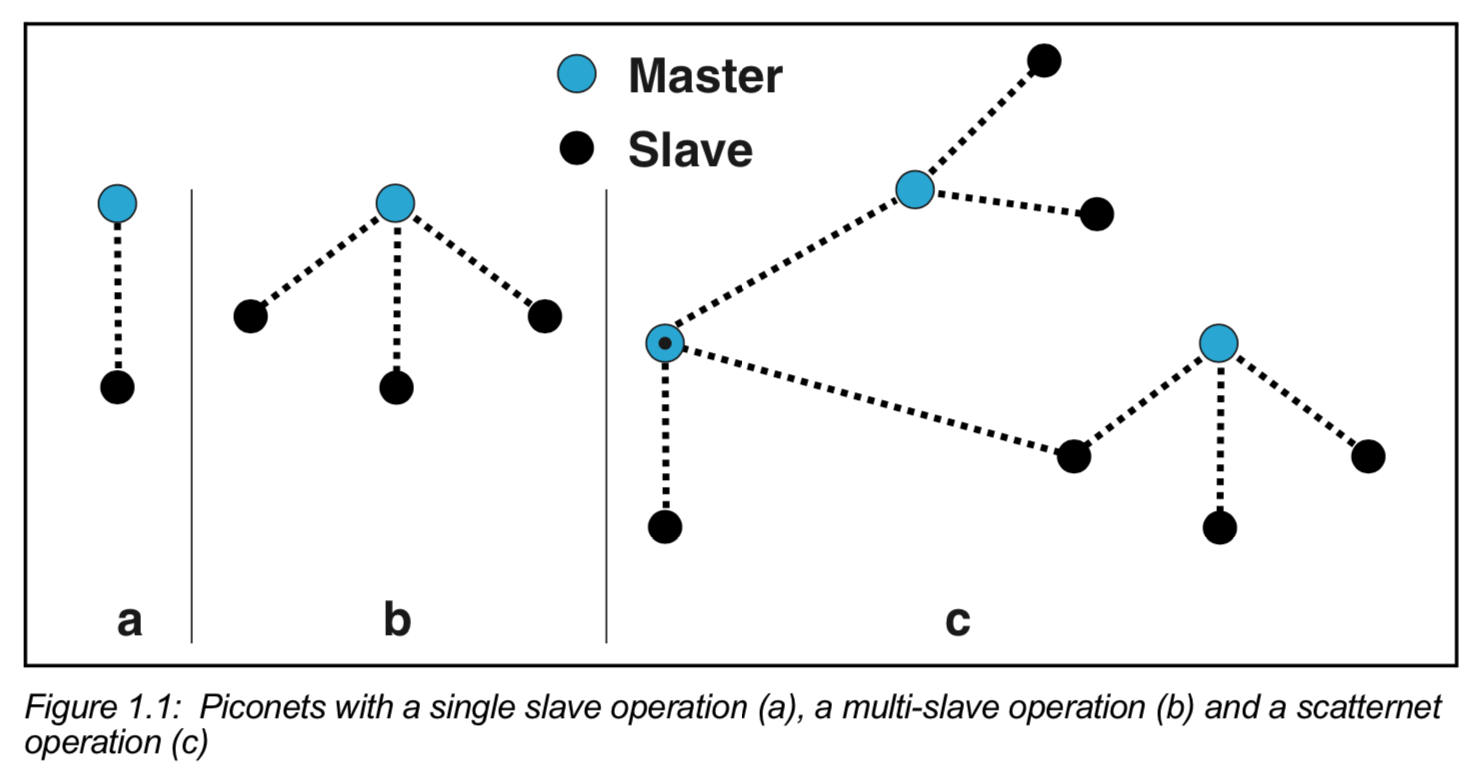 Master
Slave
a
b
c
Figure 1.1:  Piconets with a single slave operation (a), a multi-slave operation (b) and a scatternet
operation (c)